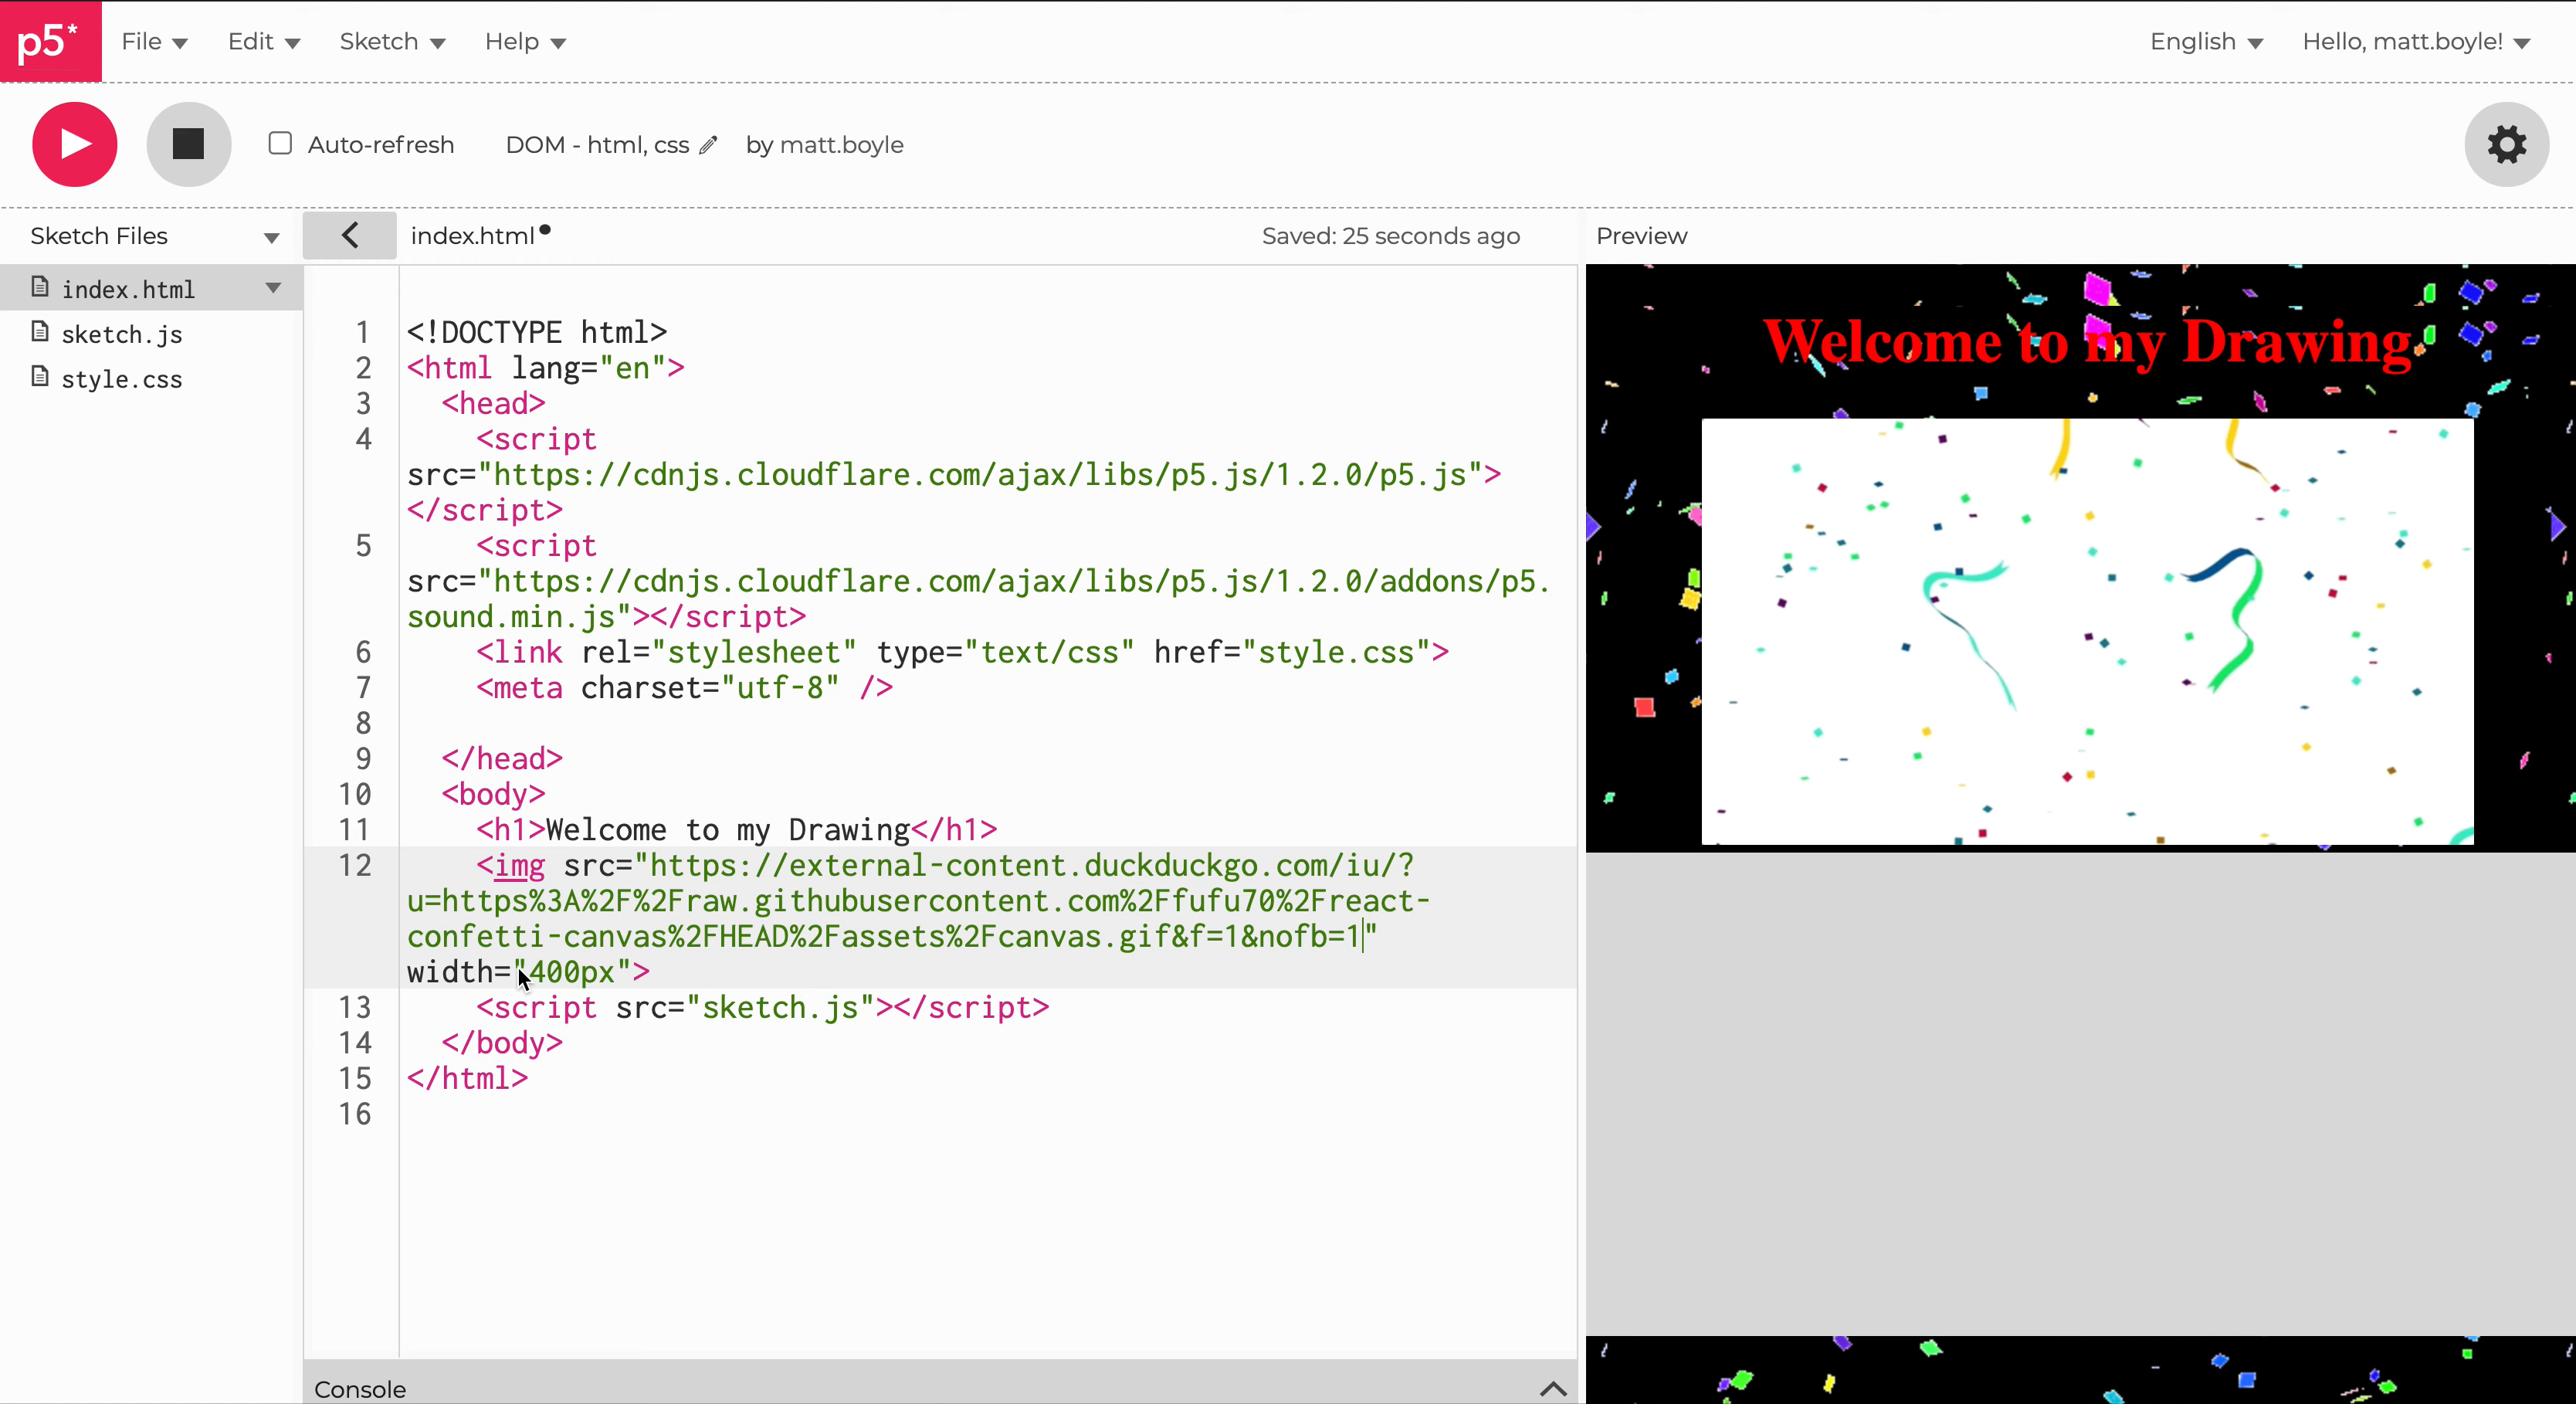 p5*
File
Edit
Sketch
Help
English
Hello, matt.boyle!
Auto-refresh
DOM - html, css
by matt.boyle
Sketch Files
index.html
Saved: 25 seconds ago
Preview
index.html
sketch.js
style.css
1 <!DOCTYPE html>
2 <html lang="en">
3 <head>
4 <script
src="https://cdnjs.cloudflare.com/ajax/libs/p5.js/1.2.0/p5.js">
</script>
5 <script
src="https://cdnjs.cloudflare.com/ajax/libs/p5.js/1.2.0/addons/p5.
sound.min.js"></script>
6 <link rel="stylesheet" type="text/css" href="style.css">
7 <meta charset="utf-8" />
8
9 </head>
10 <body>
11 <h1>Welcome to my Drawing</h1>
12 <img src="https://external-content.duckduckgo.com/iu/?
u=https%3A%2F%2Fraw.githubusercontent.com%2Ffufu70%2Freact-
confetti-canvas%2FHEAD%2Fassets%2Fcanvas.gif&f=1&nofb=1"
width="400px">
13 <script src="sketch.js"></script>
14 </body>
15 </html>
16
Console
Welcome to my Drawing